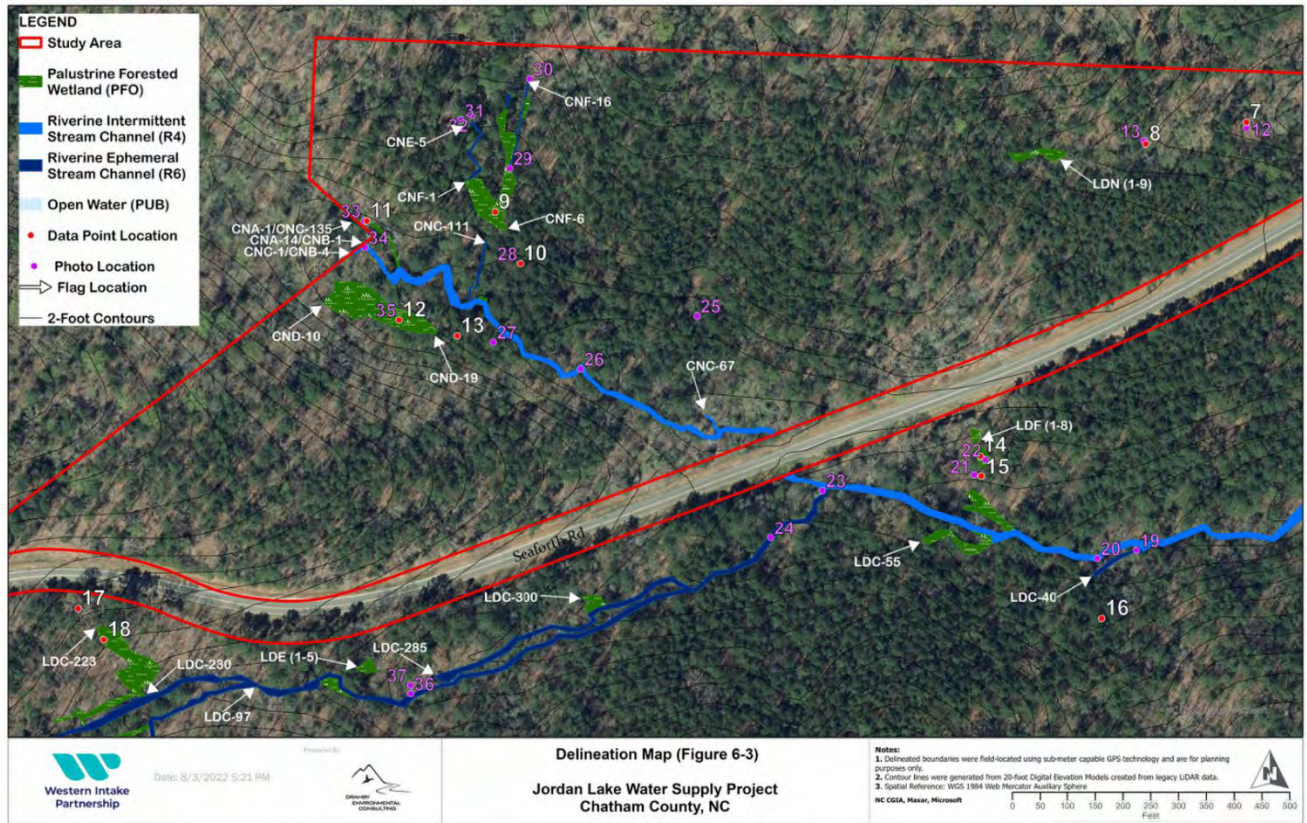 LEGEND
Study Area
Palustrine Forested
Wetland (PFO)
Riverine Intermittent
Stream Channel (R4)
Riverine Ephemeral
Stream Channel (R6)
Open Water (PUB)
Data Point Location
Photo Location
Flag Location
2-Foot Contours
30
CNF-16
31
CNE-5
29
CNF-1
9
CNF-6
7
12
13
8
LDN (1-9)
33
11
CNA-1/CNC-135
34
CNA-14/CNB-1
CNC-1/CNB-4
CNC-111
28
10
25
35
12
CND-10
13
27
CND-19
26
CNC-67
LDF (1-8)
22
14
21
15
23
24
Seaforth Rd
LDC-55
20
19
LDC-40
16
LDC-300
17
18
LDC-223
LDC-230
LDE (1-5)
LDC-285
37
36
LDC-97
Western Intake
Partnership
Prepared By:
Date: 8/3/2022 5:21 PM
ENVIRONMENTAL
CONSULTING
Delineation Map (Figure 6-3)
Jordan Lake Water Supply Project
Chatham County, NC
Notes:
1. Delineated boundaries were field-located using sub-meter capable GPS technology and are for planning
purposes only.
2. Contour lines were generated from 20-foot Digital Elevation Models created from legacy LiDAR data.
3. Spatial Reference: WGS 1984 Web Mercator Auxiliary Sphere
NC CGIA, Maxar, Microsoft
N
0 50 100 150 200 250 300 350 400 450 500
Feet